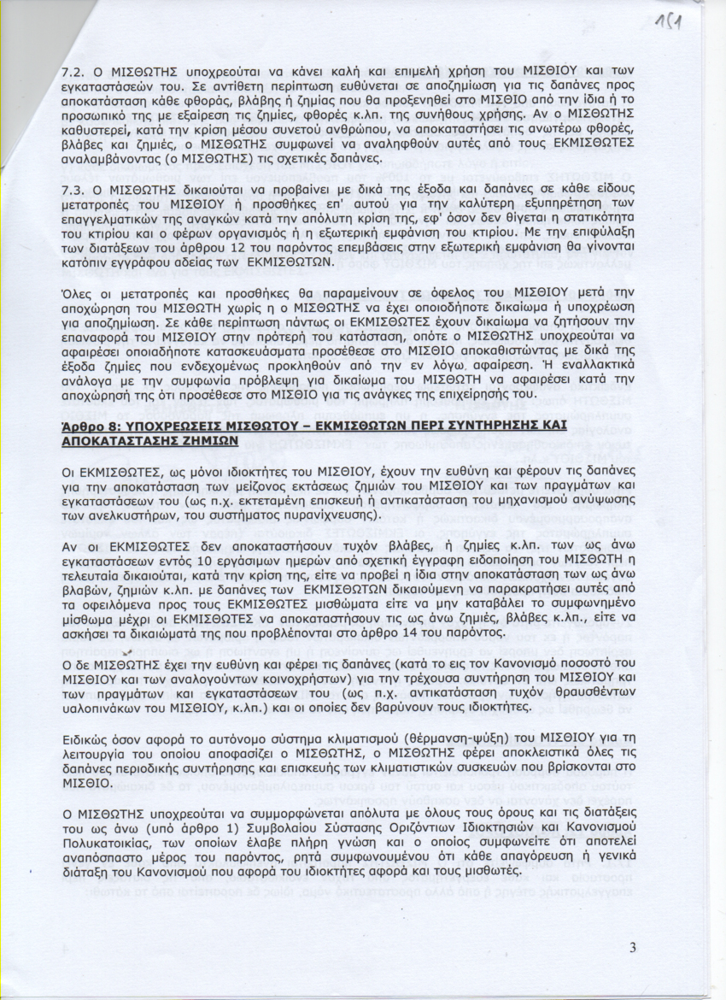 151
7.2. Ο ΜΙΣΘΩΤΗΣ υποχρεούται να κάνει καλή και επιμελή χρήση του ΜΙΣΘΙΟΥ και των
εγκαταστάσεών του. Σε αντίθετη περίπτωση ευθύνεται σε αποζημίωση για τις δαπάνες προς
αποκατάσταση κάθε φθοράς, βλάβης ή ζημίας που θα προξενηθεί στο ΜΙΣΘΙΟ από την ίδια ή το
προσωπικό της με εξαίρεση τις ζημίες, φθορές κ.λπ. της συνήθους χρήσης. Αν ο ΜΙΣΘΩΤΗΣ
καθυστερεί, κατά την κρίση μέσου συνετού ανθρώπου, να αποκαταστήσει τις ανωτέρω φθορές,
βλάβες και ζημιές, ο ΜΙΣΘΩΤΗΣ συμφωνεί να αναληφθούν αυτές από τους ΕΚΜΙΣΘΩΤΕΣ
αναλαμβάνοντας (ο ΜΙΣΘΩΤΗΣ) τις σχετικές δαπάνες.
7.3. Ο ΜΙΣΘΩΤΗΣ δικαιούται να προβαίνει με δικά της έξοδα και δαπάνες σε κάθε είδους
μετατροπές του ΜΙΣΘΙΟΥ ή προσθήκες επ' αυτού για την καλύτερη εξυπηρέτηση των
επαγγελματικής της αναγκών κατά την απόλυτη κρίση της, εφ' όσον δεν θίγεται η στατικότητα
του κτιρίου και ο φέρων οργανισμός ή η εξωτερική εμφάνιση του κτιρίου. Με την επιφύλαξη
των διατάξεων του άρθρου 12 του παρόντος επεμβάσεις στην εξωτερική εμφάνιση θα γίνονται
κατόπιν εγγράφου αδείας των ΕΚΜΙΣΘΩΤΩΝ.
Όλες οι μετατροπές και προσθήκες θα παραμείνουν σε όφελος του ΜΙΣΘΙΟΥ μετά την
αποχώρηση του ΜΙΣΘΩΤΗ χωρίς η ο ΜΙΣΘΩΤΗΣ να έχει οποιοδήποτε δικαίωμα ή υποχρέωση
για αποζημίωση. Σε κάθε περίπτωση πάντως οι ΕΚΜΙΣΘΩΤΕΣ έχουν δικαίωμα να ζητήσουν την
επαναφορά του ΜΙΣΘΙΟΥ στην πρότερή του κατάσταση, οπότε ο ΜΙΣΘΩΤΗΣ υποχρεούται να
αφαιρέσει οποιαδήποτε κατασκευάσματα προσέθεσε στο ΜΙΣΘΙΟ αποκαθιστώντας με δικά της
έξοδα ζημίες που ενδεχομένως προκληθούν από την εν λόγω αφαίρεση. Ή εναλλακτικά
ανάλογα με την συμφωνία πρόβλεψη για δικαίωμα του ΜΙΣΘΩΤΗ να αφαιρέσει κατά την
αποχώρησή της ότι προσέθεσε στο ΜΙΣΘΙΟ για τις ανάγκες της επιχείρησής του.
Άρθρο 8: ΥΠΟΧΡΕΩΣΕΙΣ ΜΙΣΘΩΤΟΥ – ΕΚΜΙΣΘΩΤΩΝ ΠΕΡΙ ΣΥΝΤΗΡΗΣΗΣ ΚΑΙ
ΑΠΟΚΑΤΑΣΤΑΣΗΣ ΖΗΜΙΩΝ
Οι ΕΚΜΙΣΘΩΤΕΣ, ως μόνοι ιδιοκτήτες του ΜΙΣΘΙΟΥ, έχουν την ευθύνη και φέρουν τις δαπάνες
για την αποκατάσταση των μείζονος εκτάσεως ζημιών του ΜΙΣΘΙΟΥ και των πραγμάτων και
εγκαταστάσεων του (ως π.χ. εκτεταμένη επισκευή ή αντικατάσταση του μηχανισμού ανύψωσης
των ανελκυστήρων, του συστήματος πυρανίχνευσης).
Αν οι ΕΚΜΙΣΘΩΤΕΣ δεν αποκαταστήσουν τυχόν βλάβες, ή ζημίες κ.λπ. των ως άνω
εγκαταστάσεων εντός 10 εργάσιμων ημερών από σχετική έγγραφη ειδοποίηση του ΜΙΣΘΩΤΗ η
τελευταία δικαιούται, κατά την κρίση της, είτε να προβεί η ίδια στην αποκατάσταση των ως άνω
βλαβών, ζημιών κ.λπ. με δαπάνες των ΕΚΜΙΣΘΩΤΩΝ δικαιούμενη να παρακρατήσει αυτές από
τα οφειλόμενα προς τους ΕΚΜΙΣΘΩΤΕΣ μισθώματα είτε να μην καταβάλει το συμφωνημένο
μίσθωμα μέχρι οι ΕΚΜΙΣΘΩΤΕΣ να αποκαταστήσουν τις ως άνω ζημιές, βλάβες κ.λπ., είτε να
ασκήσει τα δικαιώματά της που προβλέπονται στο άρθρο 14 του παρόντος.
Ο δε ΜΙΣΘΩΤΗΣ έχει την ευθύνη και φέρει τις δαπάνες (κατά το εις τον Κανονισμό ποσοστό του
ΜΙΣΘΙΟΥ και των αναλογούντων κοινοχρήστων) για την τρέχουσα συντήρηση του ΜΙΣΘΙΟΥ και
των πραγμάτων και εγκαταστάσεων του (ως π.χ. αντικατάσταση τυχόν θραυσθέντων
υαλοπινάκων του ΜΙΣΘΙΟΥ, κ.λπ.) και οι οποίες δεν βαρύνουν τους ιδιοκτήτες.
Ειδικώς όσον αφορά το αυτόνομο σύστημα κλιματισμού (θέρμανση-ψύξη) του ΜΙΣΘΙΟΥ για τη
λειτουργία του οποίου αποφασίζει ο ΜΙΣΘΩΤΗΣ, ο ΜΙΣΘΩΤΗΣ φέρει αποκλειστικά όλες τις
δαπάνες περιοδικής συντήρησης και επισκευής των κλιματιστικών συσκευών που βρίσκονται στο
ΜΙΣΘΙΟ.
Ο ΜΙΣΘΩΤΗΣ υποχρεούται να συμμορφώνεται απόλυτα με όλους τους όρους και τις διατάξεις
του ως άνω (υπό άρθρο 1) Συμβολαίου Σύστασης Οριζόντιων Ιδιοκτησιών και Κανονισμού
Πολυκατοικίας, των οποίων έλαβε πλήρη γνώση και ο οποίος συμφωνείτε ότι αποτελεί
αναπόσπαστο μέρος του παρόντος, ρητά συμφωνουμένου ότι κάθε απαγόρευση ή γενικά
διάταξη του Κανονισμού που αφορά του ιδιοκτήτες αφορά και τους μισθωτές.
3